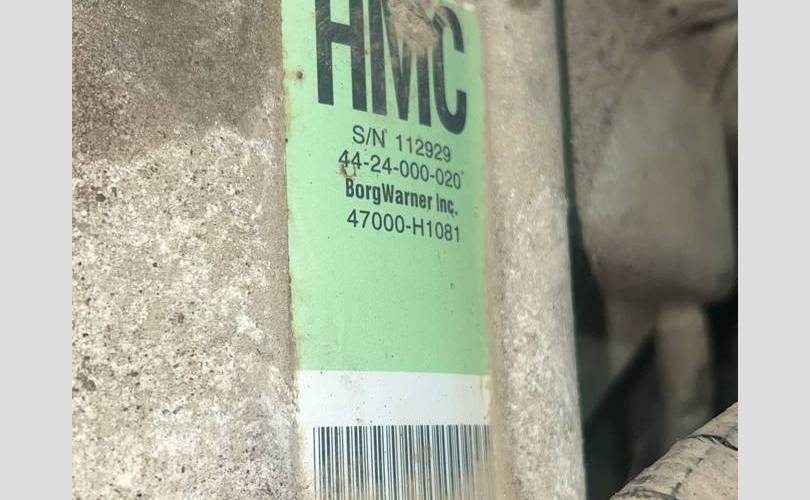 HMC
S/N 112929
44-24-000-020
BorgWarner Inc.
47000-H1081